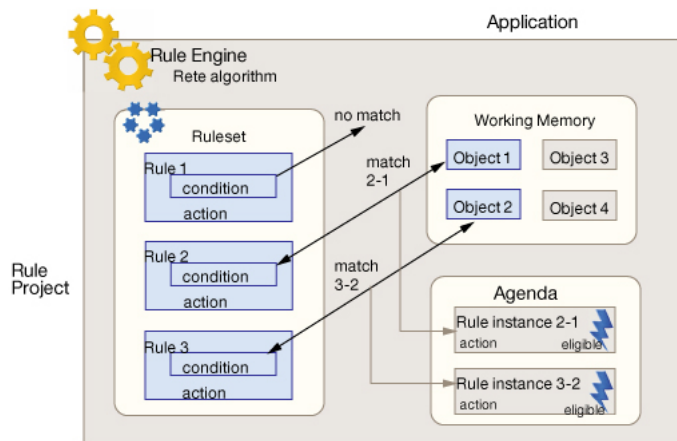 Application
Rule Engine
Rete algorithm
Ruleset
Rule 1
condition
action
Rule 2
condition
action
Rule 3
condition
action
no match
match
2-1
match
3-2
Working Memory
Object 1
Object 3
Object 2
Object 4
Rule
Project
Agenda
Rule instance 2-1
action
eligible
Rule instance 3-2
action
eligible